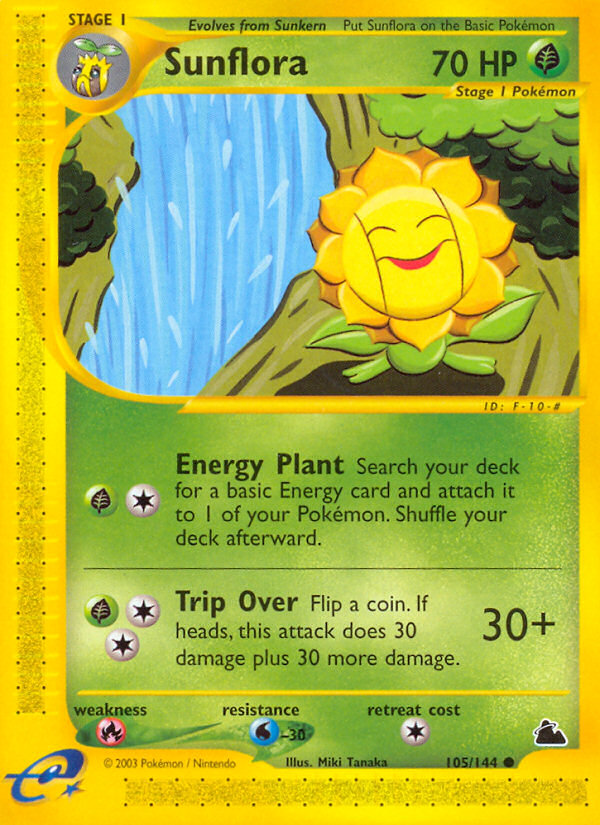 STAGE 1
Evolves from Sunkern Put Sunflora on the Basic Pokémon
Sunflora 70 HP
Stage 1 Pokémon
ID: F-10-#
Energy Plant Search your deck
for a basic Energy card and attach it
to 1 of your Pokémon. Shuffle your
deck afterward.
Trip Over Flip a coin. If
heads, this attack does 30
damage plus 30 more damage.
30+
weakness resistance retreat cost
-30
© 2003 Pokémon / Nintendo Illus. Miki Tanaka 105/144
e